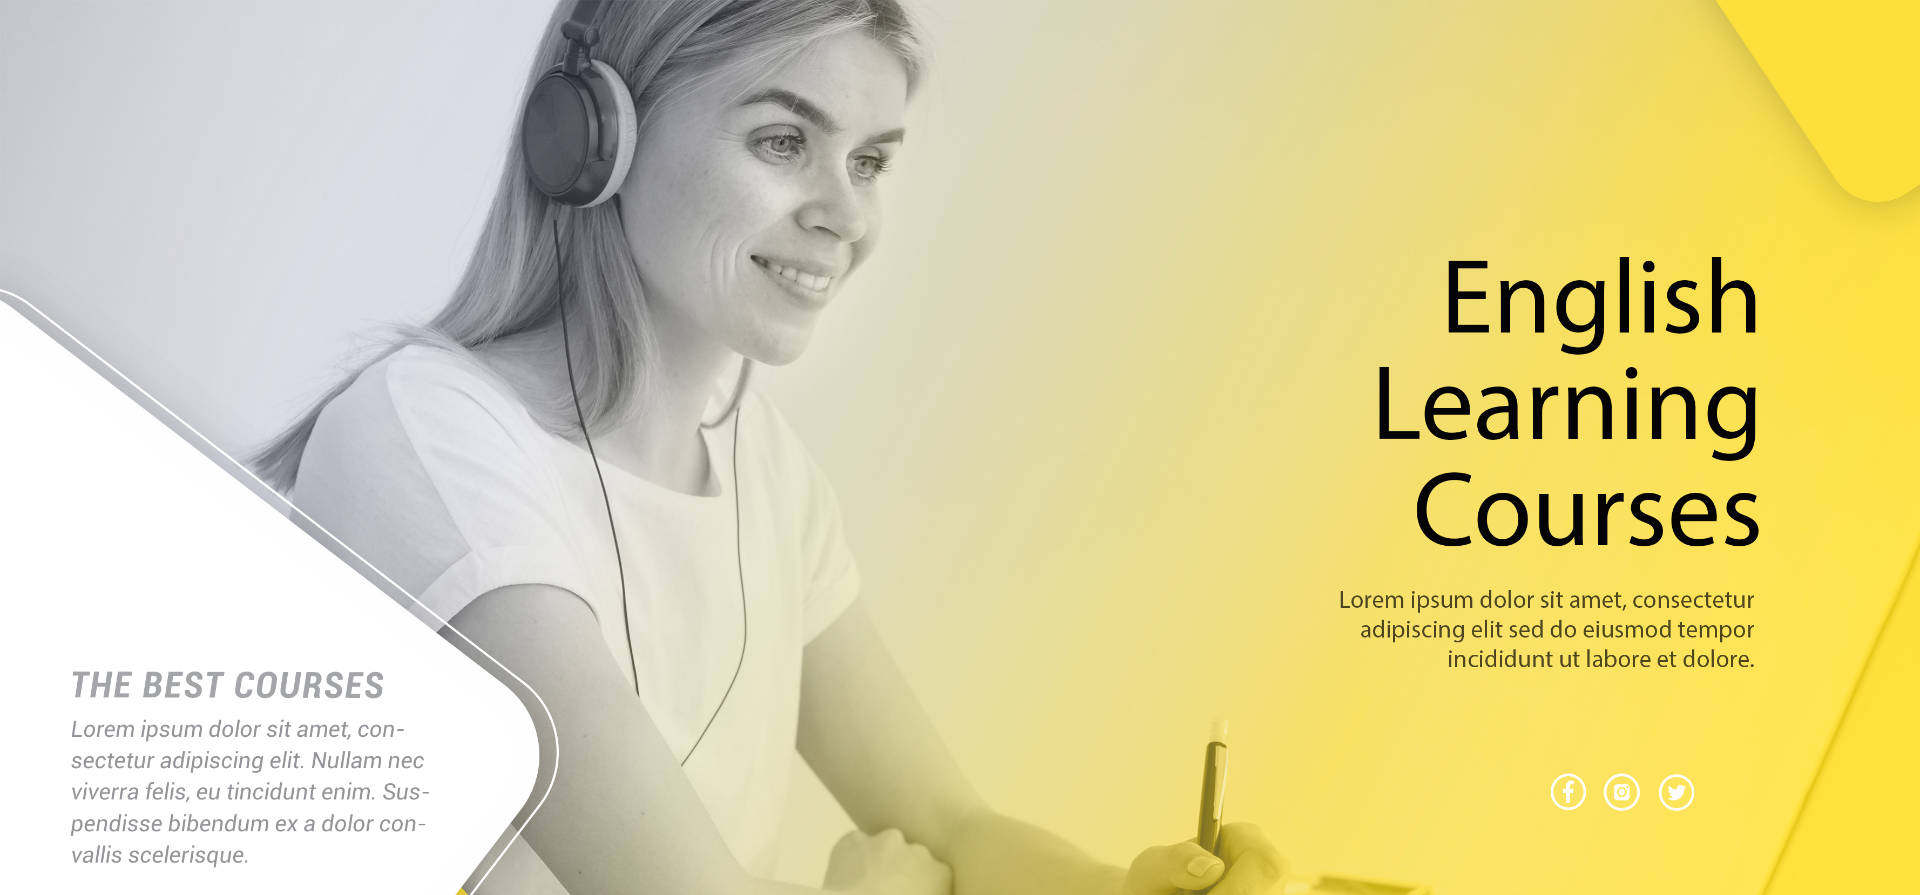 English
Learning
Courses
Lorem ipsum dolor sit amet, consectetur
adipiscing elit sed do eiusmod tempor
incididunt ut labore et dolore.
THE BEST COURSES
Lorem ipsum dolor sit amet, con-
sectetur adipiscing elit. Nullam nec
viverra felis, eu tincidunt enim. Sus-
pendisse bibendum ex a dolor con-
vallis scelerisque.